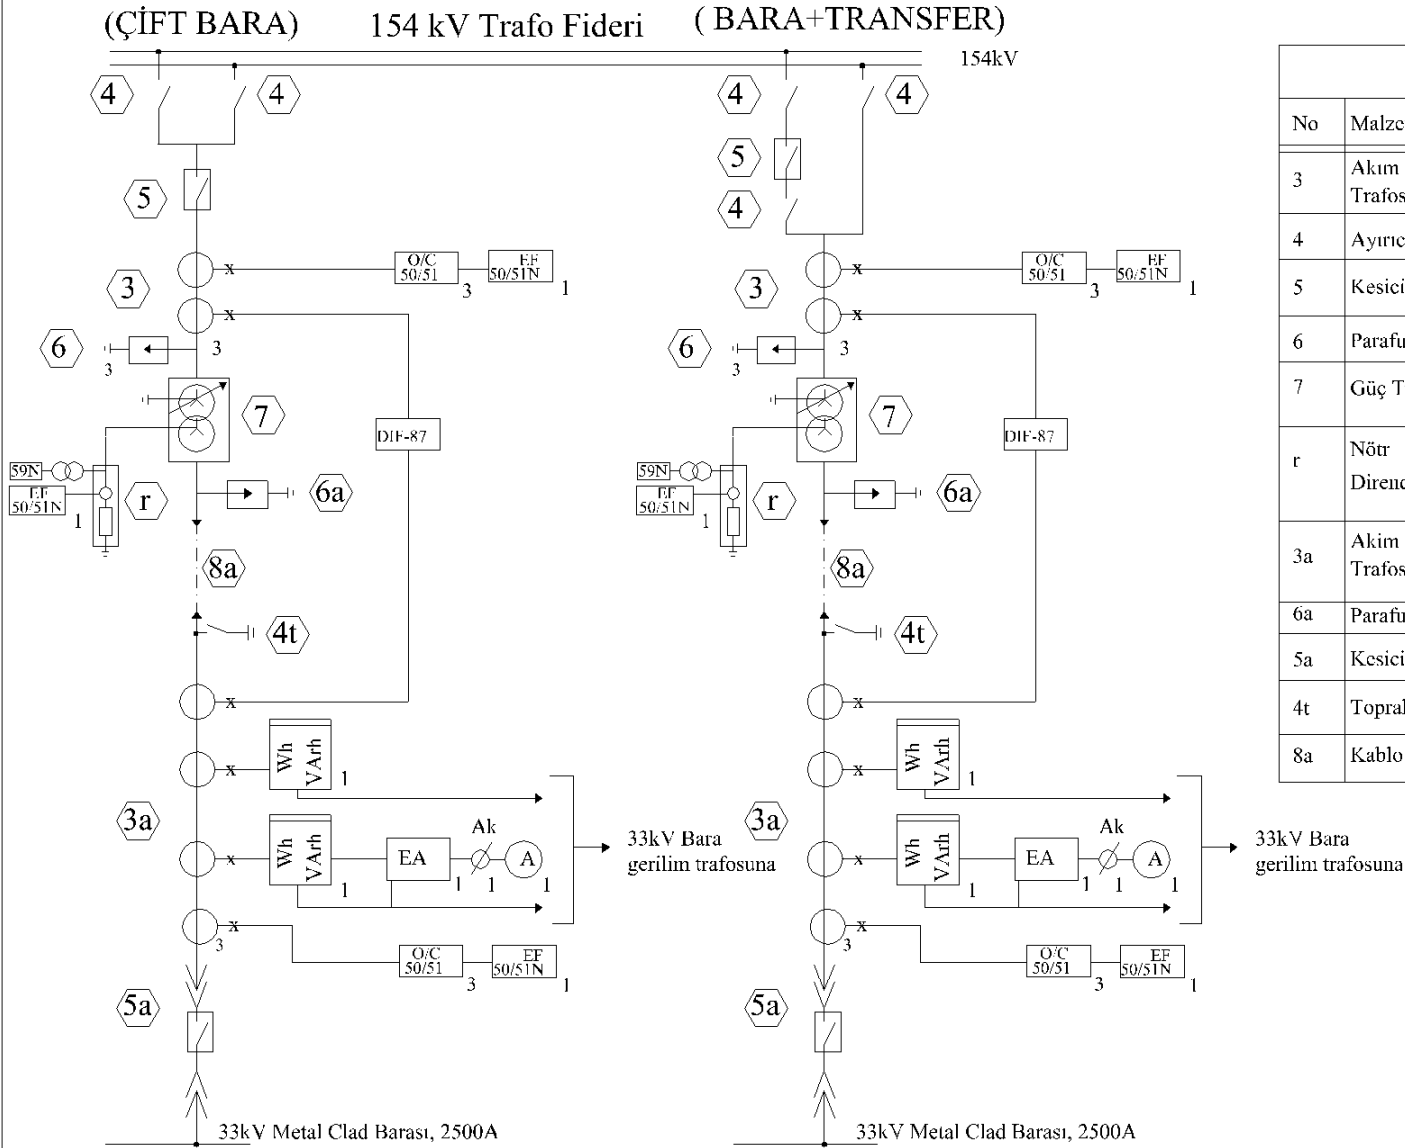 (ÇİFT BARA) 154 kV Trafo Fideri ( BARA+TRANSFER)
154kV
4 4
5
3
x O/C 50/51 3 EF 50/51N 1
x
6
3
3
7
DIF-87
59N
EF 50/51N 1
r
6a
8a
4t
x
x Wh VArh 1
3a
x Wh VArh 1 EA 1 Ak 1 A 1
33kV Bara
gerilim trafosuna
x
3
O/C 50/51 3 EF 50/51N 1
5a
33kV Metal Clad Barası, 2500A
4 4
5
4
3
x O/C 50/51 3 EF 50/51N 1
x
6
3
3
7
DIF-87
59N
EF 50/51N 1
r
6a
8a
4t
x
x Wh VArh 1
3a
x Wh VArh 1 EA 1 Ak 1 A 1
33kV Bara
gerilim trafosuna
x
3
O/C 50/51 3 EF 50/51N 1
5a
33kV Metal Clad Barası, 2500A
No Malze
3 Akım
Trafos
4 Ayırıc
5 Kesici
6 Parafu
7 Güç T
r Nötr
Direnc
3a Akim
Trafos
6a Parafu
5a Kesici
4t Topral
8a Kablo